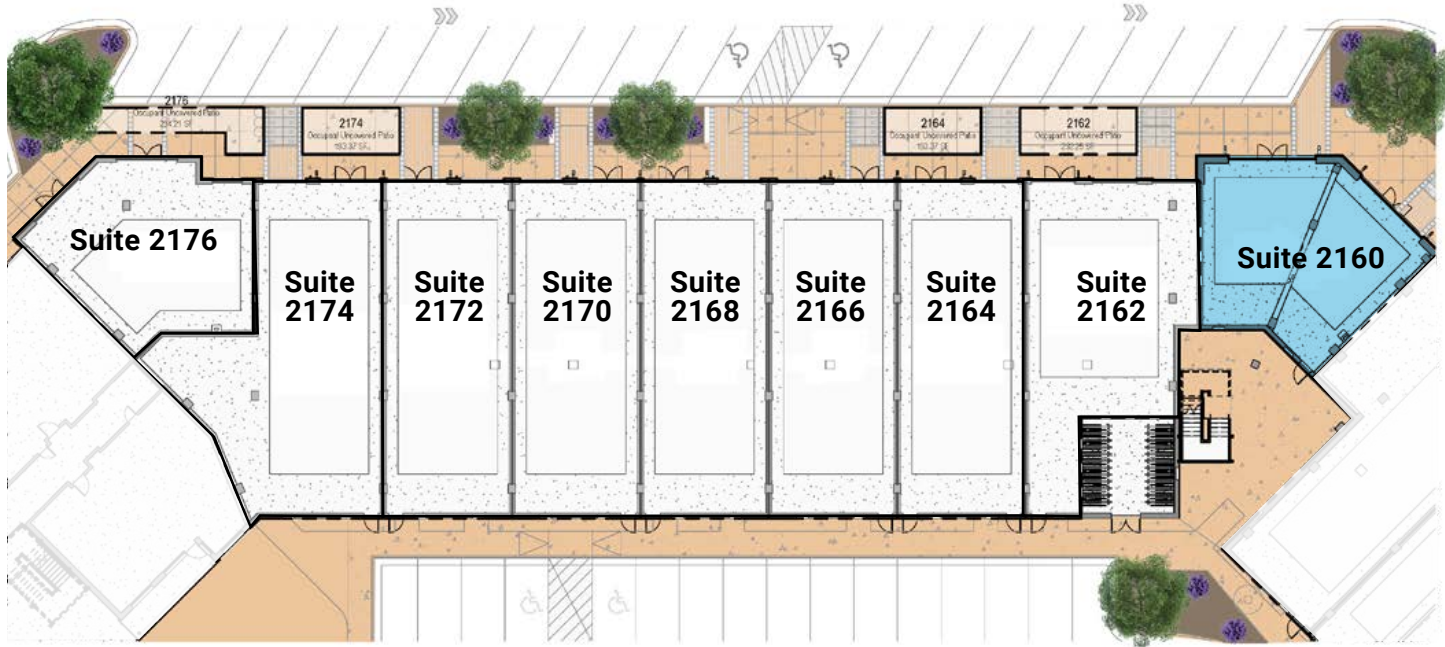 2176
Occupant Uncovered Patio
2174
Occupant Uncovered Patio
2164
Occupant Uncovered Patio
2162
Occupant Uncovered Patio
Suite 2176
Suite
2174
Suite
2172
Suite
2170
Suite
2168
Suite
2166
Suite
2164
Suite
2162
Suite 2160